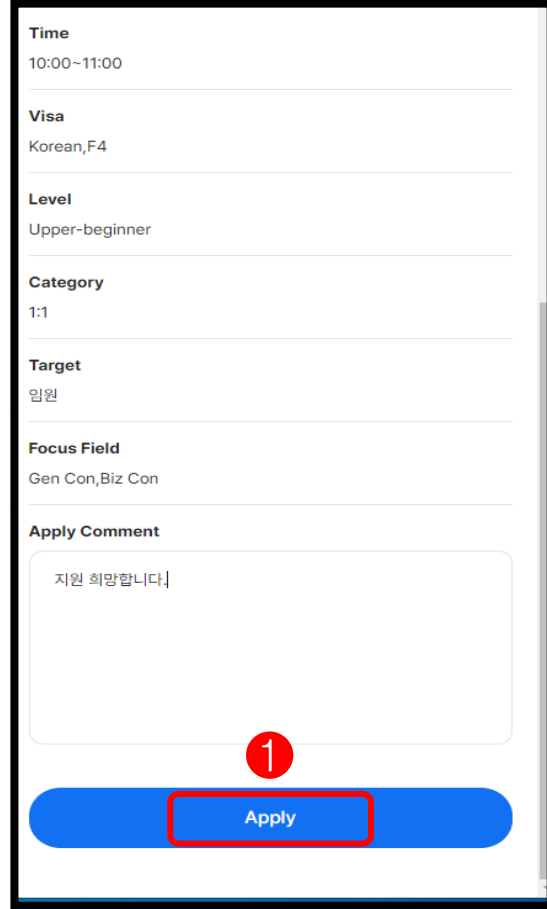 Time
10:00~11:00
Visa
Korean,F4
Level
Upper-beginner
Category
1:1
Target
임원
Focus Field
Gen Con,Biz Con
Apply Comment
지원 희망합니다.
1
Apply